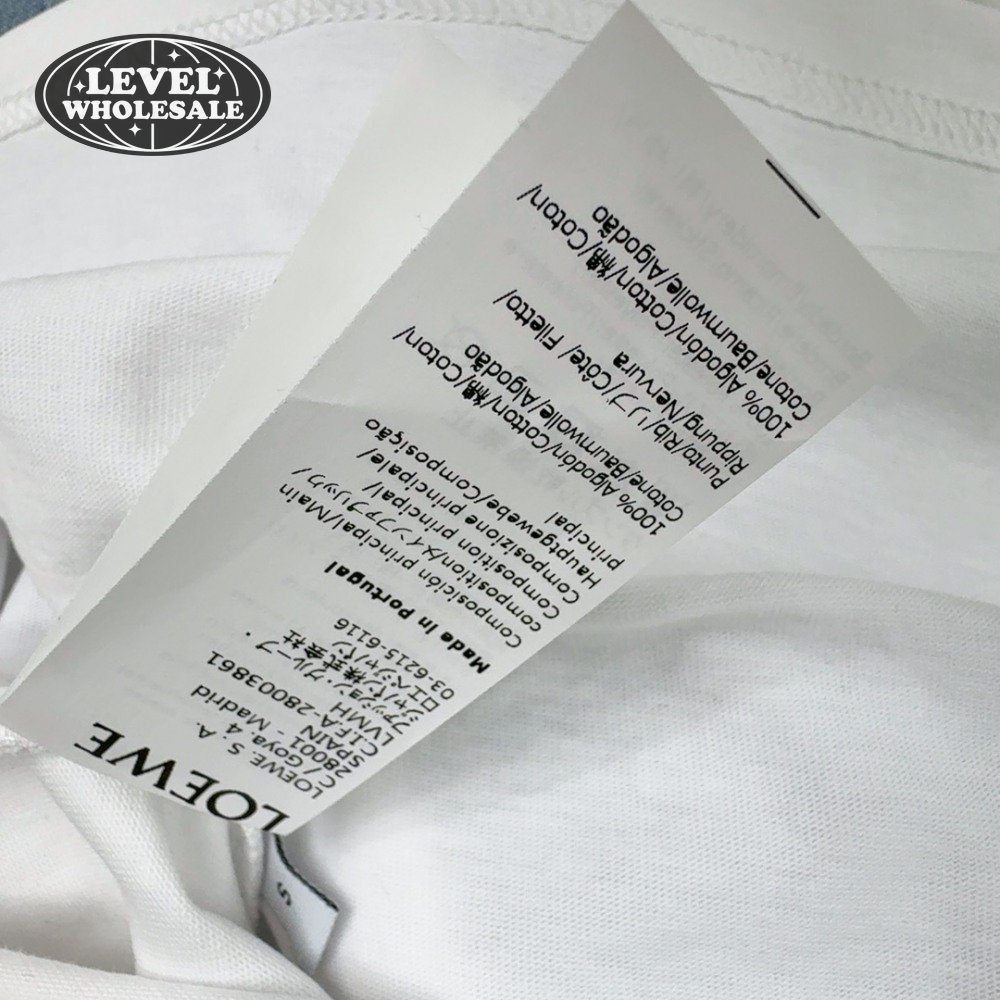 LEVEL
WHOLESALE
LOEWE
LOEWE. S. A.
C/ Goya, 4
28001 - Madrid
SPAIN
C.I.F A-28003861
LVMH
ファッション・グループ・
ジャパン株式会社
ロエベジャパン
03-6215-6116
Made in Portugal
Composición principal/Main
composition/メインファブリック/
Composition principal/
Composizione principale/
Hauptgewebe/Composição
principal
100% Algodón/Cotton/綿/Coton/
Cotone/Baumwolle/Algodão
Punto/Rib/リブ/Côte/ Filetto/
Rippung/Nervura
100% Algodón/Cotton/綿/Coton/
Cotone/Baumwolle/Algodão
S